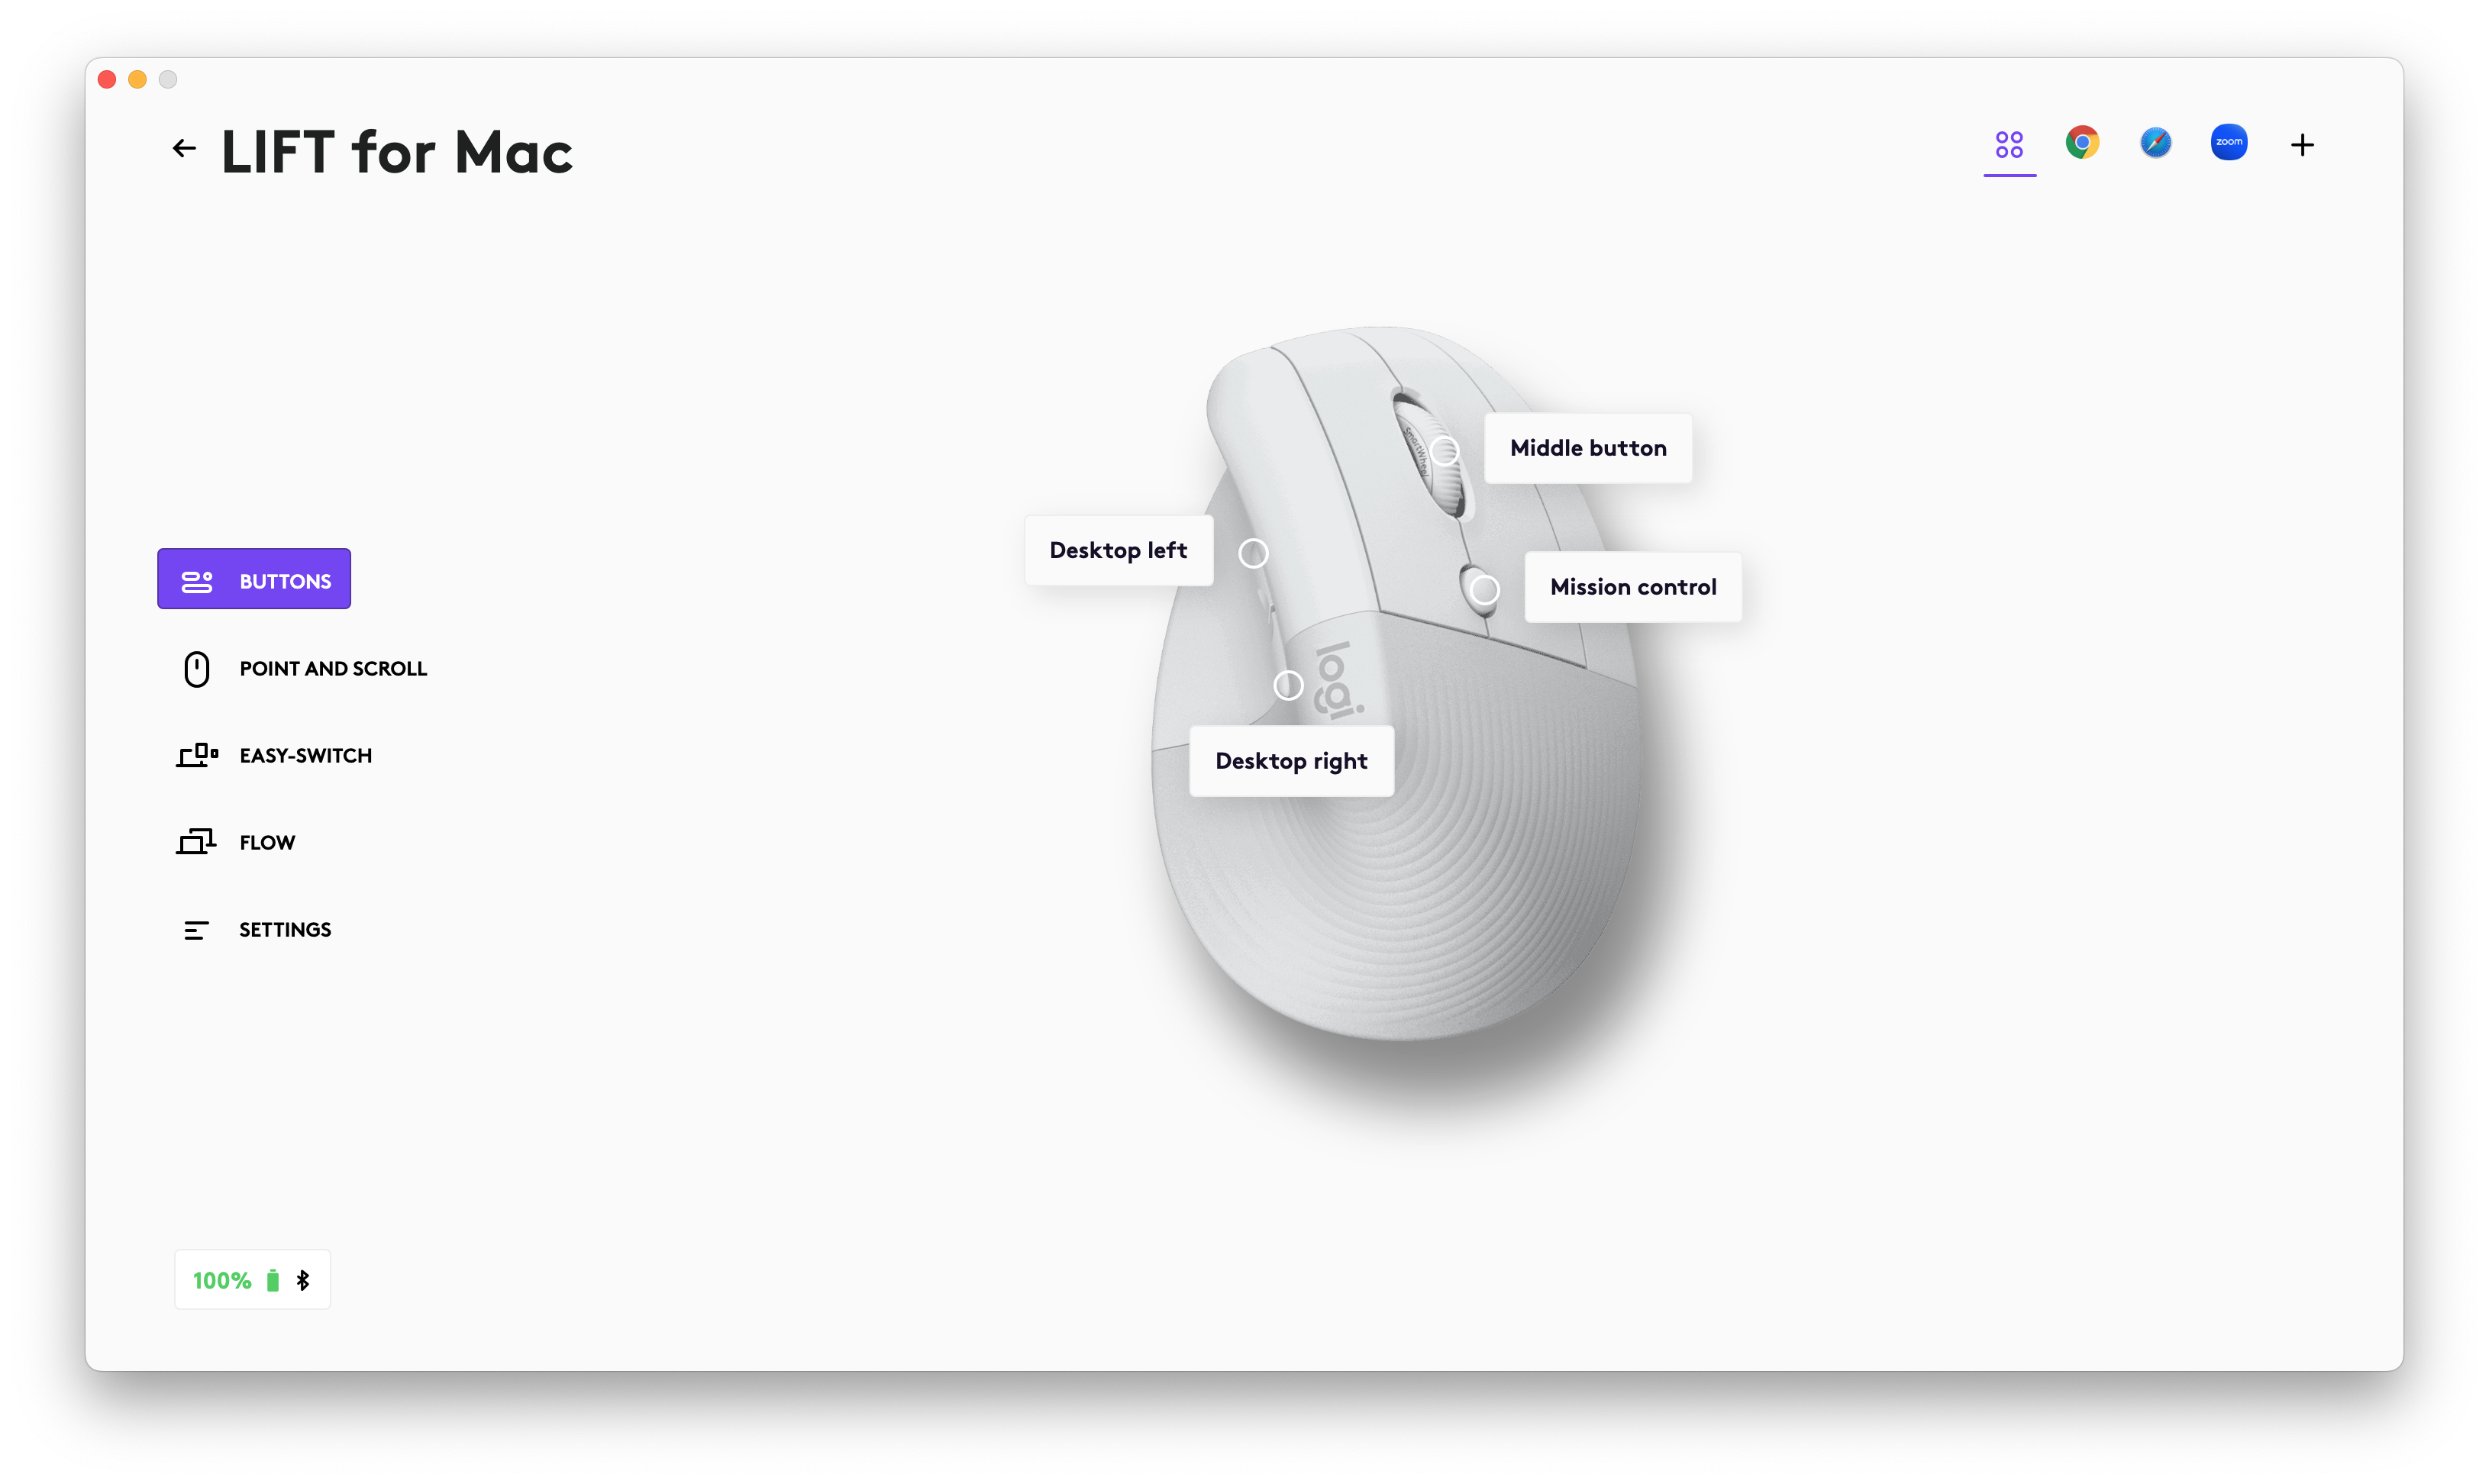 LIFT for Mac
zoom
SmartWheel
Middle button
Desktop left
Mission control
BUTTONS
logi
POINT AND SCROLL
EASY-SWITCH
Desktop right
FLOW
SETTINGS
100%